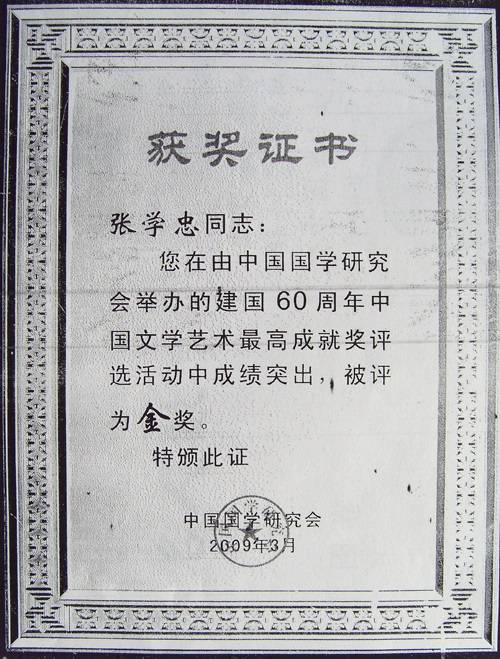 获奖证书
张学忠同志：
您在由中国国学研究
会举办的建国60周年中
国文学艺术最高成就奖评
选活动中成绩突出，被评
为金奖。
特颁此证
中国国学研究会
2009年3月